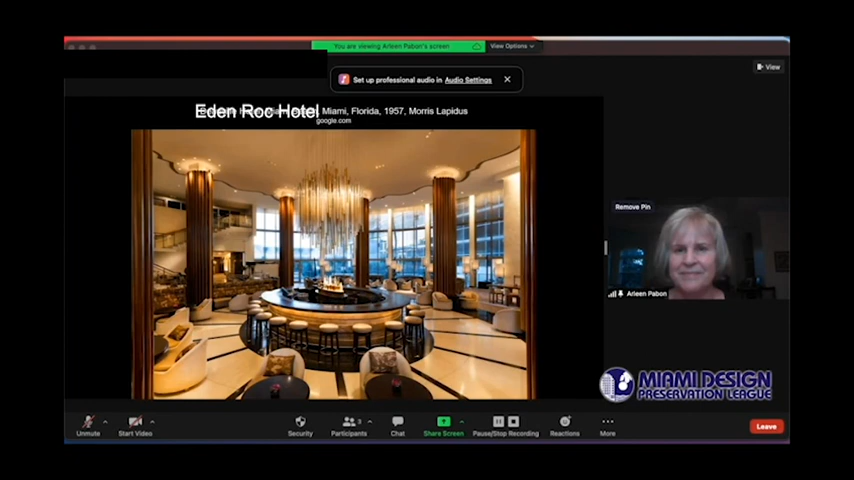 You are viewing Arleen Pabon's screen
View Options
View
Set up professional audio in Audio Settings
Eden Roc Hotel
Miami, Florida, 1957, Morris Lapidus
google.com
Remove Pin
Arleen Pabon
MIAMI DESIGN
PRESERVATION LEAGUE
Unmute
Start Video
Security
Participants
3
Chat
Share Screen
Pause/Stop Recording
Reactions
More
Leave